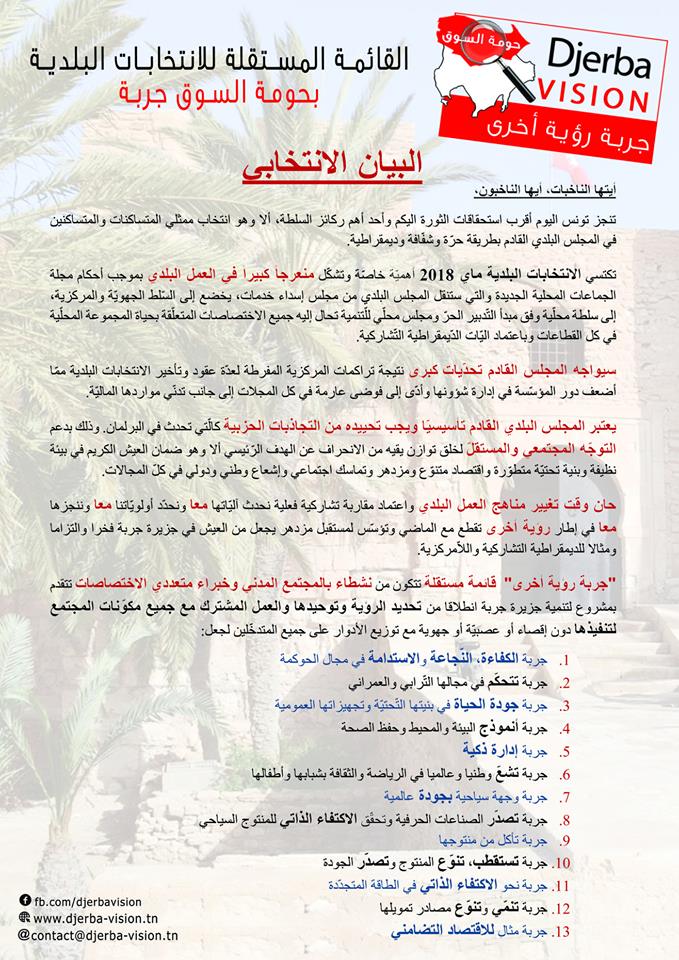 القائمة المستقلة للانتخابات البلدية
بحومة السوق جربة
حومة السوق
Djerba
VISION
جربة رؤية أخرى
البيان الانتخابي
أيتها الناخبات، أيها الناخبون،
تنجز تونس اليوم أقرب استحقاقات الثورة اليكم وأحد أهم ركائز السلطة، ألا وهو انتخاب ممثلي المتساكنات والمتساكنين
في المجلس البلدي القادم بطريقة حرّة وشفّافة وديمقراطية.
تكتسي الانتخابات البلدية ماي 2018 أهميّة خاصّة وتشكّل منعرجا كبيرا في العمل البلدي بموجب أحكام مجلة
الجماعات المحلية الجديدة والتي ستنقل المجلس البلدي من مجلس إسداء خدمات، يخضع إلى السّلط الجهويّة والمركزية،
إلى سلطة محلّية وفق مبدأ التّدبير الحرّ ومجلس محلّي للتّنمية تحال إليه جميع الاختصاصات المتعلّقة بحياة المجموعة المحلّية
في كل القطاعات وباعتماد اليّات الدّيمقراطية التّشاركية.
سيواجه المجلس القادم تحدّيات كبرى نتيجة تراكمات المركزية المفرطة لعدّة عقود وتأخير الانتخابات البلدية ممّا
أضعف دور المؤسّسة في إدارة شؤونها وأدّى إلى فوضى عارمة في كل المجلات إلى جانب تدنّي مواردها الماليّة.
يعتبر المجلس البلدي القادم تاسيسيّا ويجب تحييده من التجاذبات الحزبية كالّتي تحدث في البرلمان. وذلك بدعم
التوجّه المجتمعي والمستقلّ لخلق توازن يقيه من الانحراف عن الهدف الرّئيسي ألا وهو ضمان العيش الكريم في بيئة
نظيفة وبنية تحتيّة متطوّرة واقتصاد متنوّع ومزدهر وتماسك اجتماعي وإشعاع وطني ودولي في كلّ المجالات.
حان وقت تغيير مناهج العمل البلدي واعتماد مقاربة تشاركية فعلية نحدث آليّاتها معا ونحدّد أولويّاتنا معا وننجزها
معا في إطار روية أخرى تقطع مع الماضي وتؤسّس لمستقبل مزدهر يجعل من العيش في جزيرة جربة فخرا والتزاما
ومثالا للديمقراطية التشاركية واللاّمركزية.
"جربة روية أخرى" قائمة مستقلة تتكون من نشطاء بالمجتمع المدني وخبراء متعددي الاختصاصات تتقدم
بمشروع لتنمية جزيرة جربة انطلاقا من تحديد الرؤية وتوحيدها والعمل المشترك مع جميع مكوّنات المجتمع
لتنفيذها دون إقصاء أو عصبيّة أو جهوية مع توزيع الأدوار على جميع المتدخّلين لجعل:
1. جربة الكفاءة، النّجاعة والاستدامة في مجال الحوكمة
2. جربة تتحكّم في مجالها التّرابي والعمراني
3. جربة جودة الحياة في بنيتها التّحتيّة وتجهيزاتها العمومية
4. جربة أنموذج البيئة والمحيط وحفظ الصحة
5. جربة إدارة ذكية
6. جربة تشعّ وطنيا وعالميا في الرياضة والثقافة بشبابها وأطفالها
7. جربة وجهة سياحية بجودة عالمية
8. جربة تصدّر الصناعات الحرفية وتحقّق الاكتفاء الذاتي للمنتوج السياحي
9. جربة تأكل من منتوجها
10. جربة تستقطب، تنوّع المنتوج وتصدّر الجودة
11. جربة نحو الاكتفاء الذاتي في الطاقة المتجدّدة
12. جربة تنمّي وتنوّع مصادر تمويلها
13. جربة مثال للاقتصاد التضامني
fb.com/djerbavision
www.djerba-vision.tn
contact@djerba-vision.tn